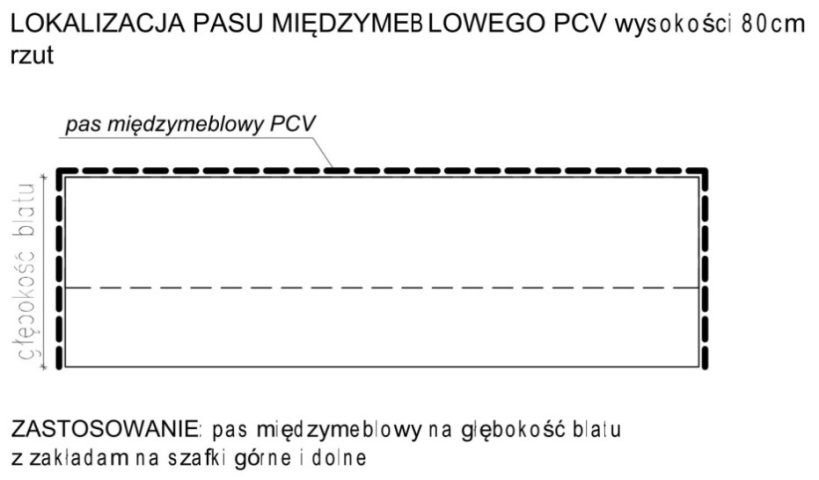 LOKALIZACJA PASU MIĘDZYMEBLOWEGO PCV wysokości 80cm
rzut
pas międzymeblowy PCV
głębokość blatu
ZASTOSOWANIE: pas międzymeblowy na głębokość blatu
z zakładam na szafki górne i dolne